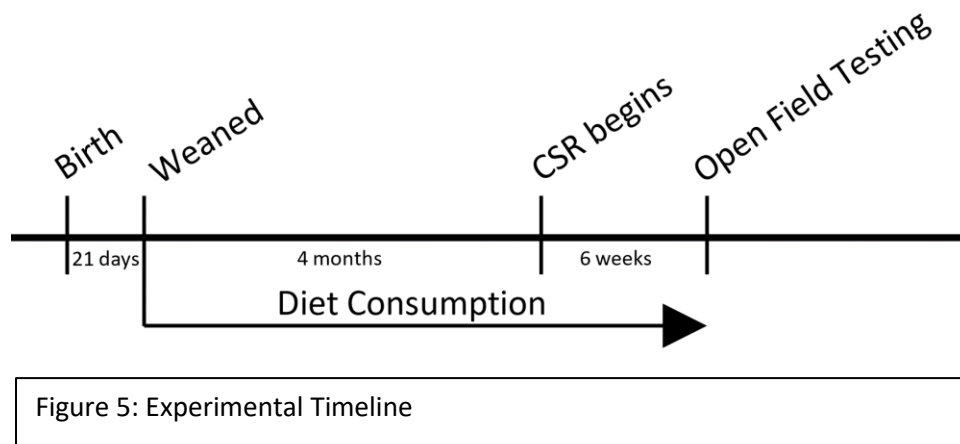 Birth
Weaned
CSR begins
Open Field Testing
21 days
4 months
6 weeks
Diet Consumption
Figure 5: Experimental Timeline